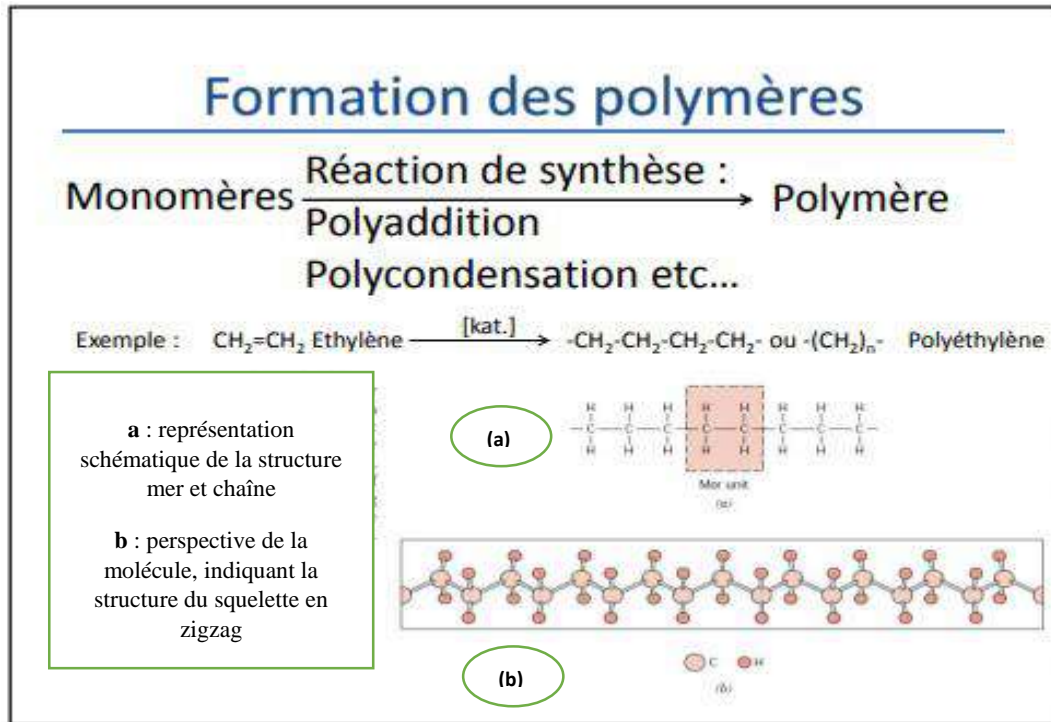 Formation des polymères
Monomères Réaction de synthèse : Polymère
Polyaddition
Polycondensation etc...
Exemple : CH₂=CH₂ Ethylène [kat.] -CH₂-CH₂-CH₂-CH₂- ou -(CH₂)ₙ- Polyéthylène
a : représentation
schématique de la structure
mer et chaîne
b : perspective de la
molécule, indiquant la
structure du squelette en
zigzag
(a)
H H H H H H H H
C C C C C C C C
H H H H H H H H
Mer unit
(a)
(b)
C H
(b)